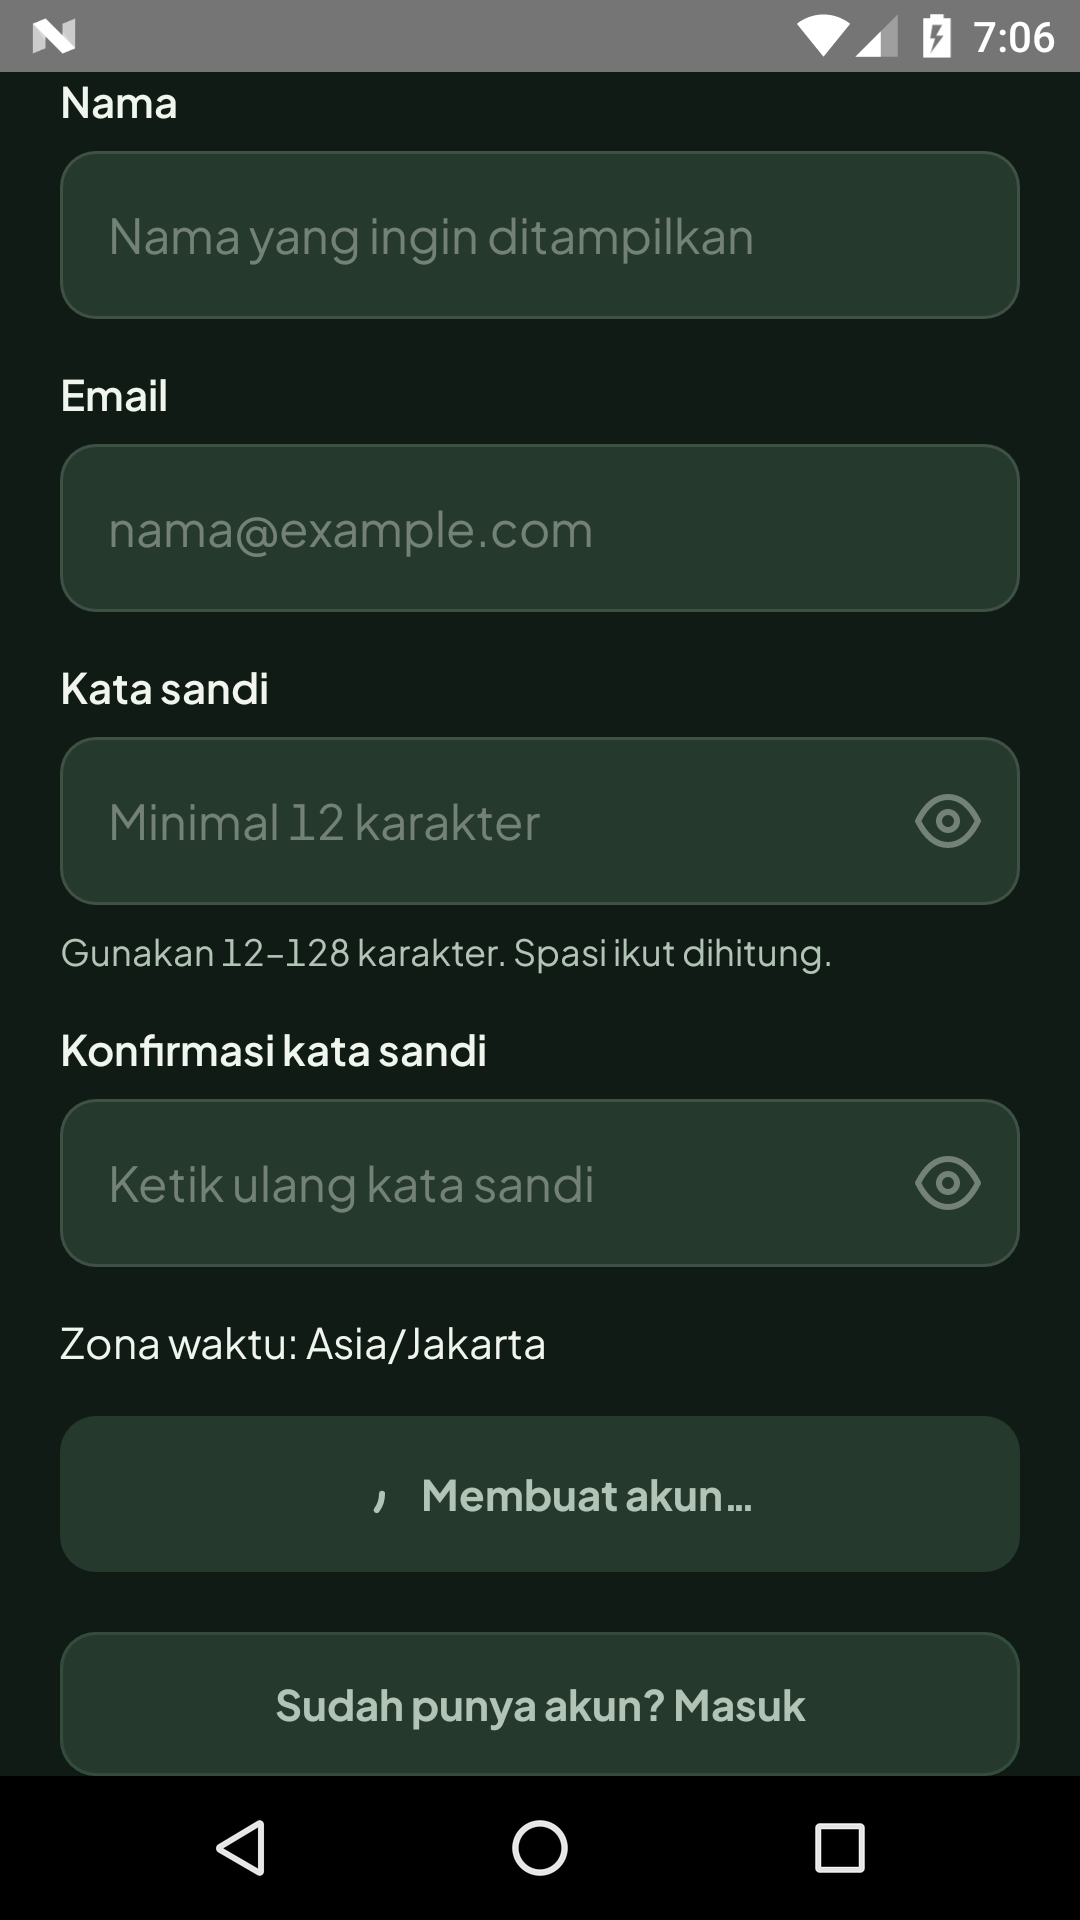 7:06
Nama
Nama yang ingin ditampilkan
Email
nama@example.com
Kata sandi
Minimal 12 karakter
Gunakan 12–128 karakter. Spasi ikut dihitung.
Konfirmasi kata sandi
Ketik ulang kata sandi
Zona waktu: Asia/Jakarta
Membuat akun…
Sudah punya akun? Masuk